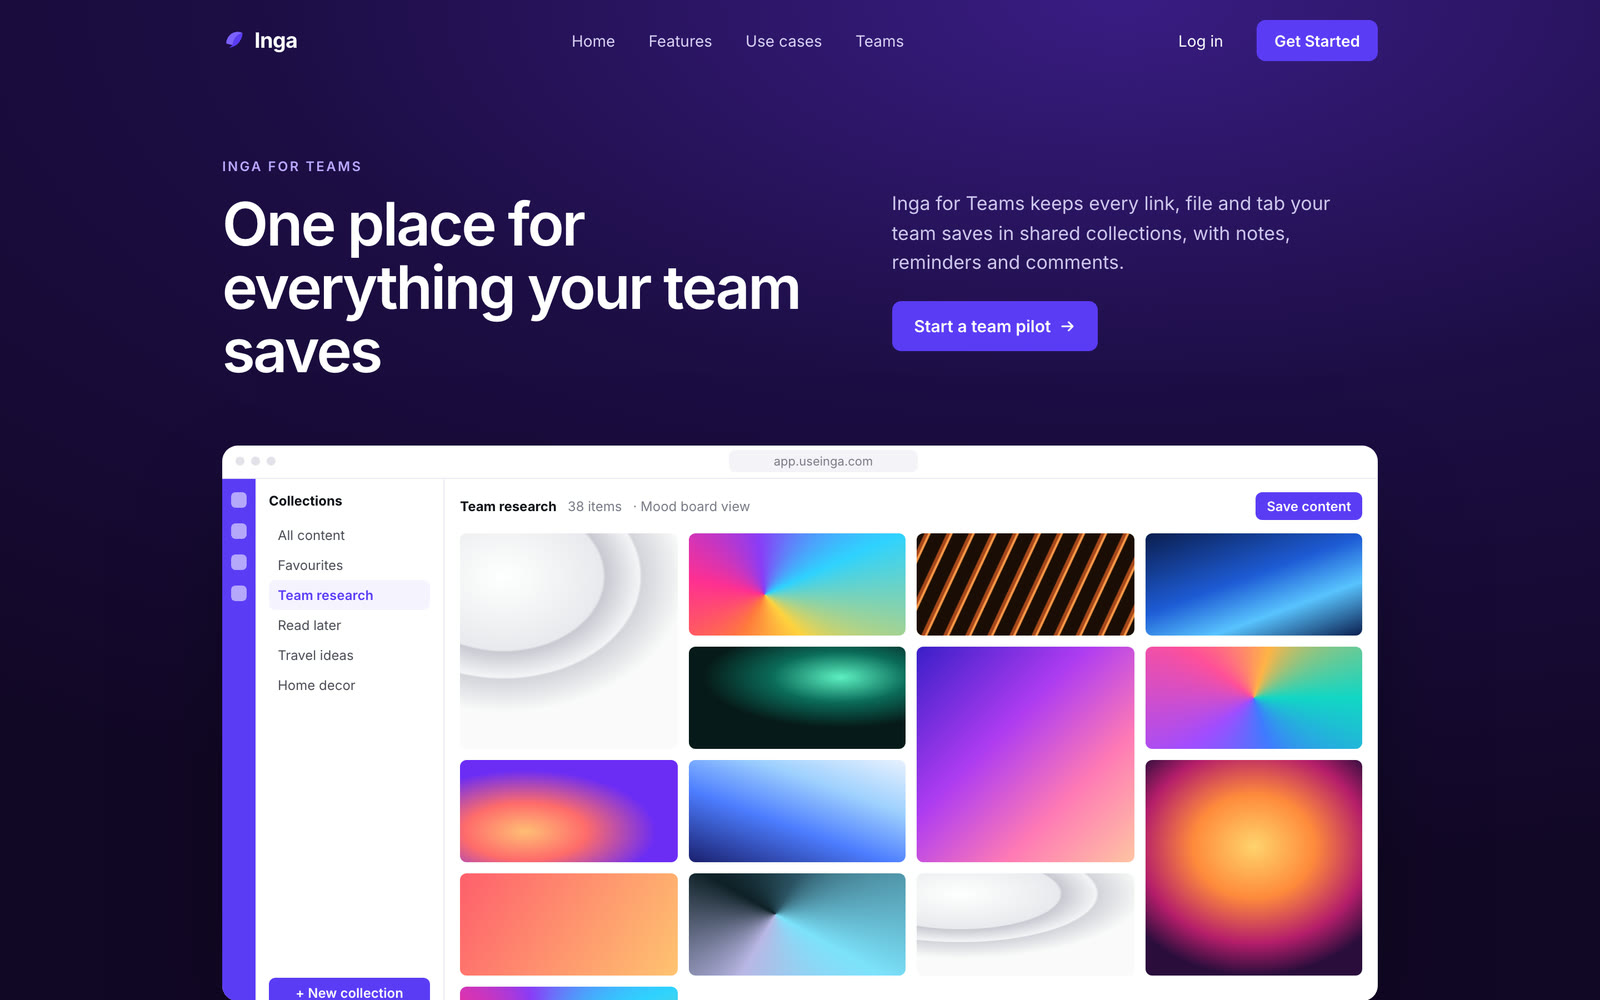 Inga
Home Features Use cases Teams
Log in Get Started
INGA FOR TEAMS
One place for
everything your team
saves
Inga for Teams keeps every link, file and tab your
team saves in shared collections, with notes,
reminders and comments.
Start a team pilot →
app.useinga.com
Collections
All content
Favourites
Team research
Read later
Travel ideas
Home decor
+ New collection
Team research 38 items · Mood board view
Save content